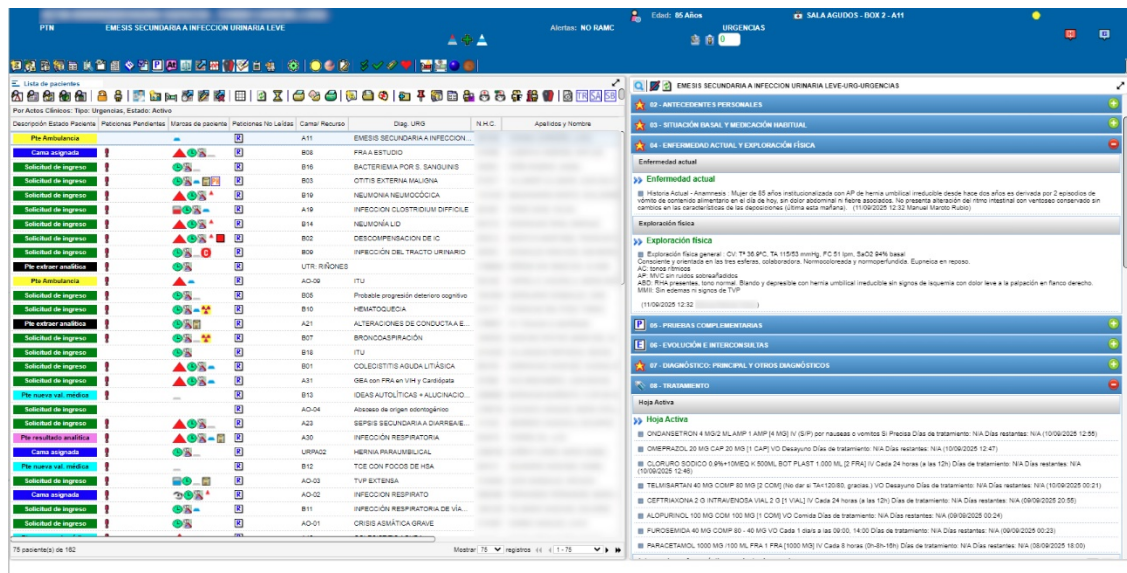 Edad: 85 Años
SALA AGUDOS - BOX 2 - A11
PTN
EMESIS SECUNDARIA A INFECCION URINARIA LEVE
Alertas: NO RAMC
URGENCIAS
0
Lista de pacientes
TR SA SB
Por Actos Clínicos: Tipo: Urgencias, Estado: Activo
Descripción Estado Paciente Peticiones Pendientes Marcas de paciente Peticiones No Leídas Cama/ Recurso Diag. URG N.H.C. Apellidos y Nombre
Pte Ambulancia R A11 EMESIS SECUNDARIA A INFECCION...
Cama asignada R B08 FRA A ESTUDIO
Solicitud de ingreso R B16 BACTERIEMIA POR S. SANGUINIS
Solicitud de ingreso R B03 OTITIS EXTERNA MALIGNA
Solicitud de ingreso R B19 NEUMONIA NEUMOCÓCICA
Solicitud de ingreso R A19 INFECCION CLOSTRIDIUM DIFFICILE
Solicitud de ingreso R B14 NEUMONÍA LID
Solicitud de ingreso R B02 DESCOMPENSACION DE IC
Solicitud de ingreso C R B09 INFECCIÓN DEL TRACTO URINARIO
Pte extraer analítica R UTR: RIÑONES
Pte Ambulancia R AO-09 ITU
Solicitud de ingreso R B05 Probable progresión deterioro cognitivo
Solicitud de ingreso R B10 HEMATOQUECIA
Pte extraer analítica R A21 ALTERACIONES DE CONDUCTA A E...
Solicitud de ingreso R B07 BRONCOASPIRACIÓN
Solicitud de ingreso R B18 ITU
Solicitud de ingreso R B01 COLECISTITIS AGUDA LITIÁSICA
Solicitud de ingreso R A31 GEA con FRA en VIH y Cardiópata
Pte nueva val. médica R B13 IDEAS AUTOLÍTICAS + ALUCINACIO...
Solicitud de ingreso R AO-04 Absceso de origen odontogénico
Solicitud de ingreso R A23 SEPSIS SECUNDARIA A DIARREA/E...
Pte resultado analítica R A30 INFECCIÓN RESPIRATORIA
Cama asignada R URPA02 HERNIA PARAUMBILICAL
Pte nueva val. médica R B12 TCE CON FOCOS DE HSA
Solicitud de ingreso R AO-03 TVP EXTENSA
Cama asignada R AO-02 INFECCION RESPIRATO
Solicitud de ingreso R B11 INFECCIÓN RESPIRATORIA DE VÍA...
Solicitud de ingreso R AO-01 CRISIS ASMÁTICA GRAVE
75 paciente(s) de 162
Mostrar 75 registros 1 - 75
EMESIS SECUNDARIA A INFECCION URINARIA LEVE-URG-URGENCIAS
02 - ANTECEDENTES PERSONALES
03 - SITUACIÓN BASAL Y MEDICACIÓN HABITUAL
04 - ENFERMEDAD ACTUAL Y EXPLORACIÓN FÍSICA
Enfermedad actual
Enfermedad actual
Historia Actual - Anamnesis : Mujer de 85 años institucionalizada con AP de hernia umbilical irreducible desde hace dos años es derivada por 2 episodios de
vómito de contenido alimentario en el día de hoy, sin dolor abdominal ni fiebre asociados. No presenta alteración del ritmo intestinal con ventoseo conservado sin
cambios en las características de las deposiciones (última esta mañana). (11/09/2025 12:32 Manuel Maroto Rubio)
Exploración física
Exploración física
Exploración física general : CV: Tª 36.9ºC, TA 115/53 mmHg, FC 51 lpm, SaO2 94% basal
Consciente y orientada en las tres esferas, colaboradora. Normocoloreada y normoperfundida. Eupneica en reposo.
AC: tonos rítmicos
AP: MVC sin ruidos sobreañadidos
ABD: RHA presentes, tono normal. Blando y depresible con hernia umbilical irreducible sin signos de isquemia con dolor leve a la palpación en flanco derecho.
MMII: Sin edemas ni signos de TVP
(11/09/2025 12:32 )
P 05 - PRUEBAS COMPLEMENTARIAS
E 06 - EVOLUCIÓN E INTERCONSULTAS
07 - DIAGNÓSTICO: PRINCIPAL Y OTROS DIAGNÓSTICOS
08 - TRATAMIENTO
Hoja Activa
Hoja Activa
ONDANSETRON 4 MG/2 ML AMP 1 AMP [4 MG] IV (S/P) por nauseas o vomitos Si Precisa Días de tratamiento: N/A Días restantes: N/A (10/09/2025 12:55)
OMEPRAZOL 20 MG CAP 20 MG [1 CAP] VO Desayuno Días de tratamiento: N/A Días restantes: N/A (10/09/2025 12:47)
CLORURO SODICO 0.9%+10MEQ K 500ML BOT PLAST 1.000 ML [2 FRA] IV Cada 24 horas (a las 12h) Días de tratamiento: N/A Días restantes: N/A
(10/09/2025 12:46)
TELMISARTAN 40 MG COMP 80 MG [2 COM] (No dar si TA<120/80, gracias.) VO Desayuno Días de tratamiento: N/A Días restantes: N/A (10/09/2025 00:21)
CEFTRIAXONA 2 G INTRAVENOSA VIAL 2 G [1 VIAL] IV Cada 24 horas (a las 12h) Días de tratamiento: N/A Días restantes: N/A (09/09/2025 20:55)
ALOPURINOL 100 MG COM 100 MG [1 COM] VO Comida Días de tratamiento: N/A Días restantes: N/A (09/09/2025 00:24)
FUROSEMIDA 40 MG COMP 80 - 40 MG VO Cada 1 día/s a las 09:00, 14:00 Días de tratamiento: N/A Días restantes: N/A (09/09/2025 00:23)
PARACETAMOL 1000 MG /100 ML FRA 1 FRA [1000 MG] IV Cada 8 horas (0h-8h-16h) Días de tratamiento: N/A Días restantes: N/A (08/09/2025 18:00)